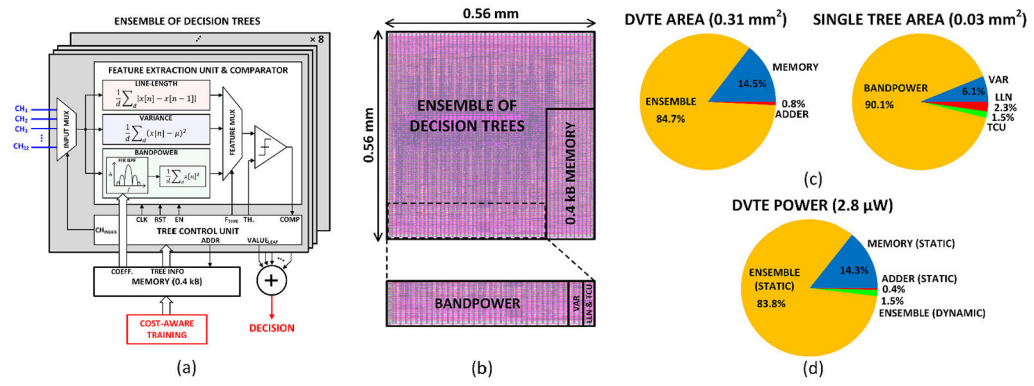 ENSEMBLE OF DECISION TREES
× 8
FEATURE EXTRACTION UNIT & COMPARATOR
LINE-LENGTH
1/d ∑_d |x[n] − x[n−1]|
VARIANCE
1/d ∑_d (x[n] − μ)²
BANDPOWER
FIR BPF
f
1/d ∑_d x[n]²
INPUT MUX
FEATURE MUX
CH₁
CH₂
CH₃
⋮
CH₃₂
CLK RST EN F_TYPE TH. COMP
TREE CONTROL UNIT
CH_INDEX
ADDR VALUE_LEAF
COEFF. TREE INFO
MEMORY (0.4 kB)
+
COST-AWARE
TRAINING
DECISION
(a)
0.56 mm
0.56 mm
ENSEMBLE OF
DECISION TREES
0.4 kB MEMORY
BANDPOWER
VAR
LLN & TCU
(b)
DVTE AREA (0.31 mm²)
MEMORY
14.5%
0.8%
ADDER
ENSEMBLE
84.7%
SINGLE TREE AREA (0.03 mm²)
BANDPOWER
90.1%
VAR
6.1%
LLN
2.3%
1.5%
TCU
(c)
DVTE POWER (2.8 μW)
MEMORY (STATIC)
14.3%
ENSEMBLE
(STATIC)
83.8%
ADDER (STATIC)
0.4%
1.5%
ENSEMBLE (DYNAMIC)
(d)